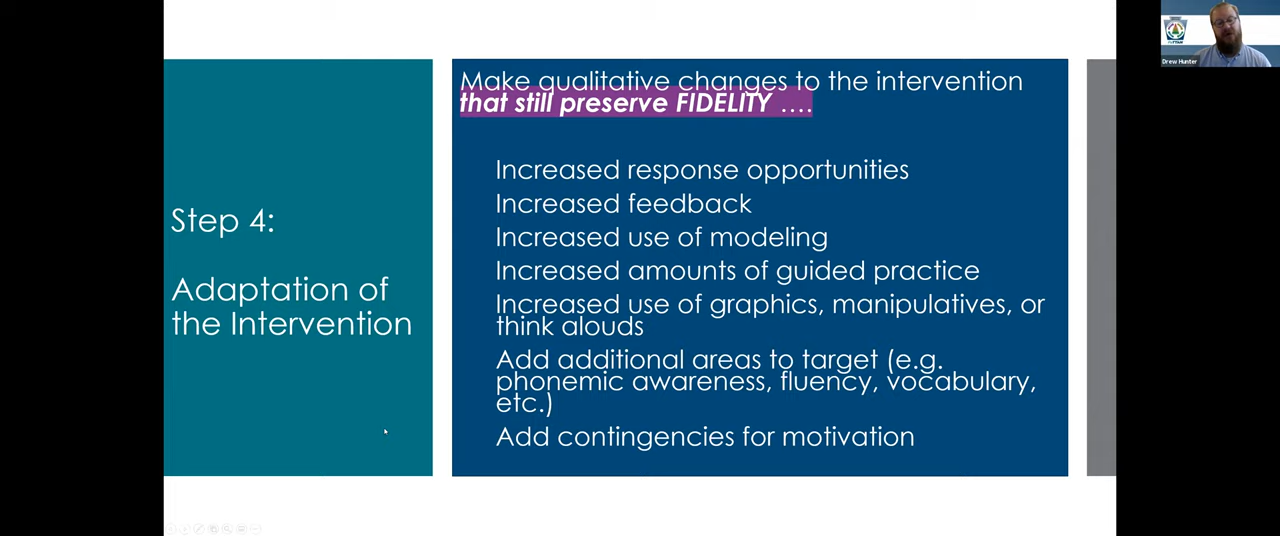 Step 4:
Adaptation of
the Intervention
Make qualitative changes to the intervention
that still preserve FIDELITY ....
Increased response opportunities
Increased feedback
Increased use of modeling
Increased amounts of guided practice
Increased use of graphics, manipulatives, or
think alouds
Add additional areas to target (e.g.
phonemic awareness, fluency, vocabulary,
etc.)
Add contingencies for motivation
Drew Hunter